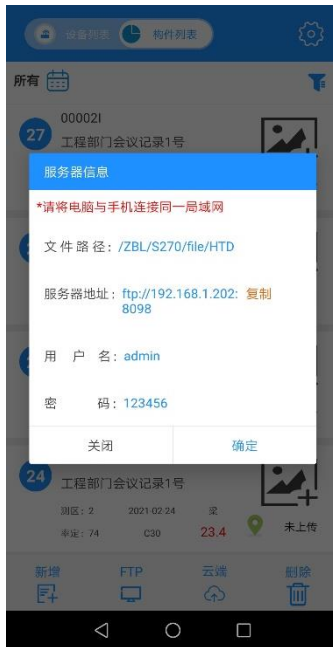 设备列表 构件列表
所有
27
00002I
工程部门会议记录1号
服务器信息
*请将电脑与手机连接同一局域网
文件路径：/ZBL/S270/file/HTD
服务器地址：ftp://192.168.1.202: 复制
8098
用户名：admin
密码：123456
关闭 确定
24
工程部门会议记录1号
测区：2 2021-02-24 梁
率定：74 C30 23.4 未上传
新增 FTP 云端 删除